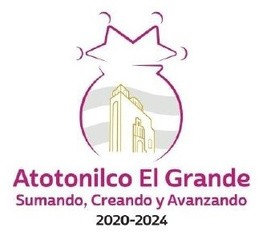 Atotonilco El Grande
Sumando, Creando y Avanzando
2020-2024